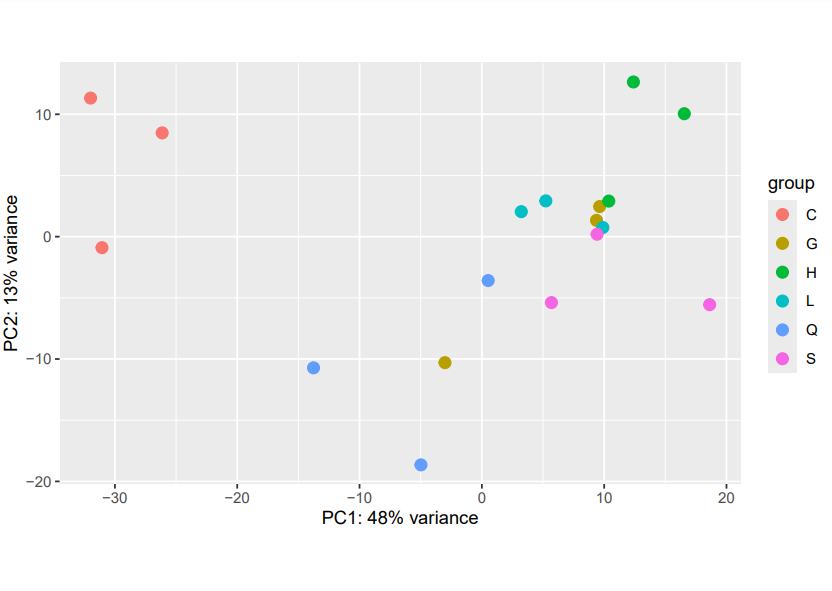 10
0
−10
−20
PC2: 13% variance
−30
−20
−10
0
10
20
PC1: 48% variance
group
C
G
H
L
Q
S